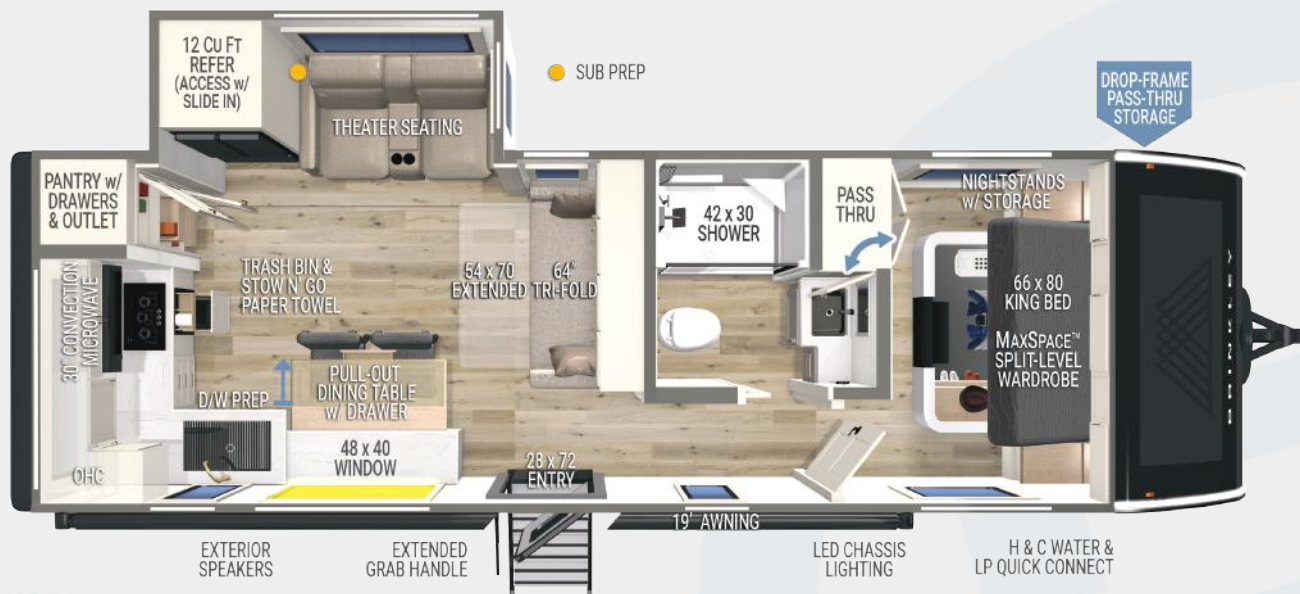 12 CU FT
REFER
(ACCESS w/
SLIDE IN)
THEATER SEATING
SUB PREP
DROP-FRAME
PASS-THRU
STORAGE
PANTRY w/
DRAWERS
& OUTLET
42 x 30
SHOWER
PASS
THRU
NIGHTSTANDS
w/ STORAGE
30" CONVECTION
MICROWAVE
TRASH BIN &
STOW N' GO
PAPER TOWEL
54 x 70
EXTENDED
64"
TRI-FOLD
66 x 80
KING BED
MAXSPACE™
SPLIT-LEVEL
WARDROBE
BRINKLEY
D/W PREP
PULL-OUT
DINING TABLE
w/ DRAWER
OHC
48 x 40
WINDOW
28 x 72
ENTRY
19' AWNING
EXTERIOR
SPEAKERS
EXTENDED
GRAB HANDLE
LED CHASSIS
LIGHTING
H & C WATER &
LP QUICK CONNECT